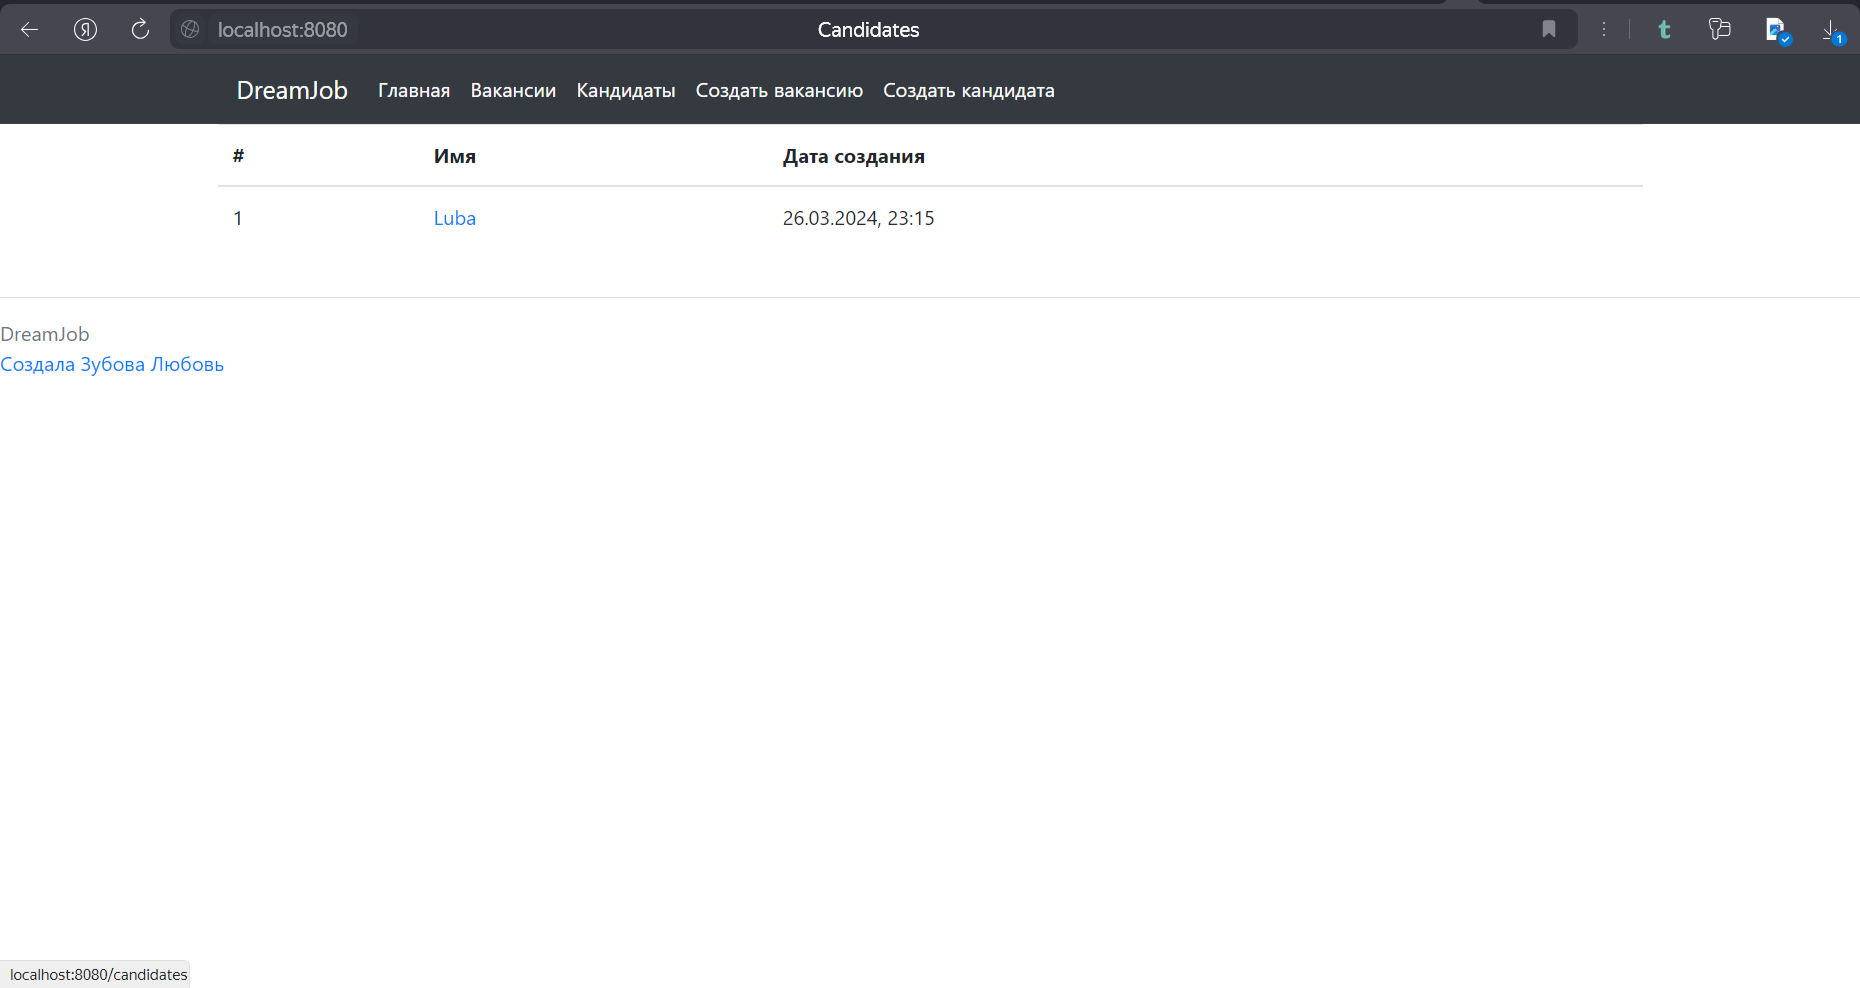 localhost:8080 Candidates 1
DreamJob Главная Вакансии Кандидаты Создать вакансию Создать кандидата
# Имя Дата создания
1 Luba 26.03.2024, 23:15
DreamJob
Создала Зубова Любовь
localhost:8080/candidates